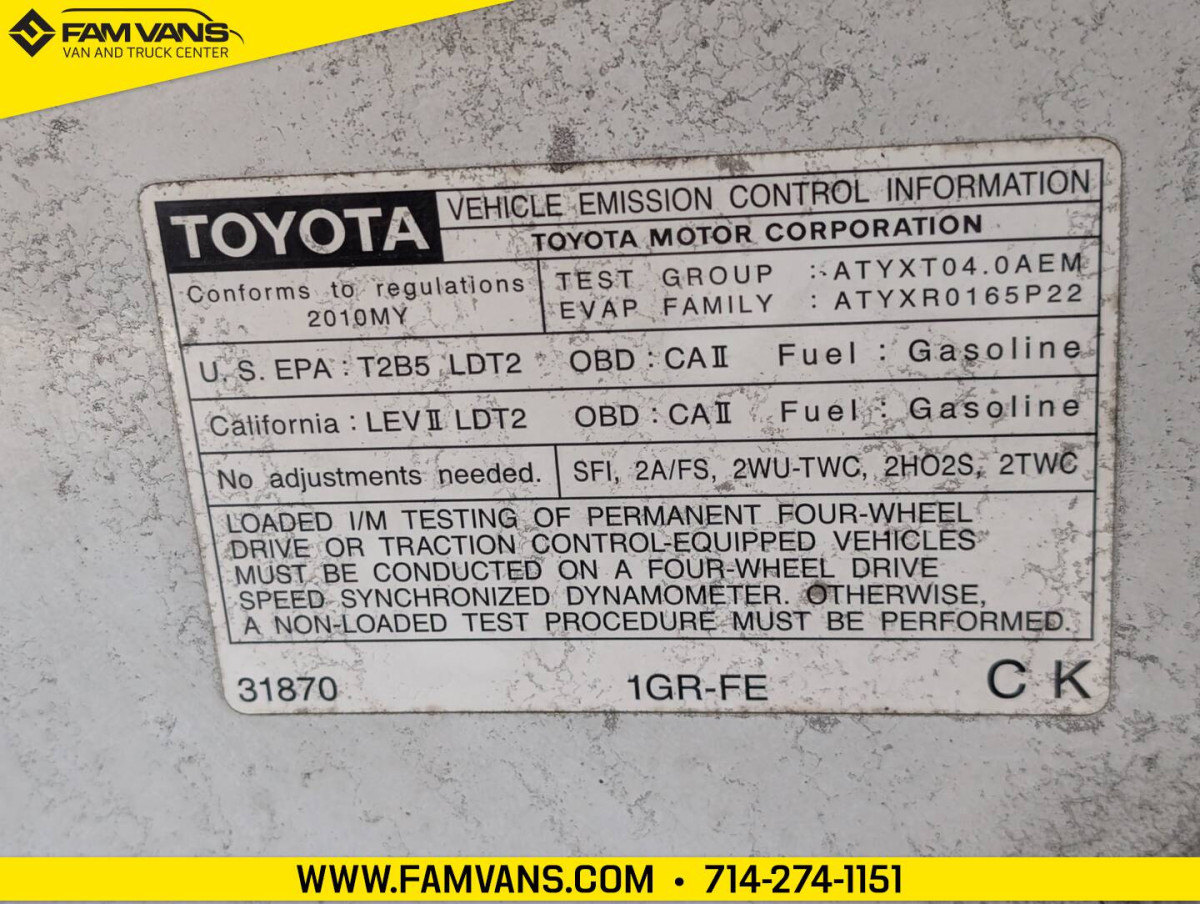 FAM VANS
VAN AND TRUCK CENTER
TOYOTA
VEHICLE EMISSION CONTROL INFORMATION
TOYOTA MOTOR CORPORATION
Conforms to regulations
2010MY
TEST GROUP : ATYXT04.0AEM
EVAP FAMILY : ATYXR0165P22
U. S. EPA : T2B5 LDT2 OBD : CAⅡ Fuel : Gasoline
California : LEVⅡ LDT2 OBD : CAⅡ Fuel : Gasoline
No adjustments needed.
SFI, 2A/FS, 2WU-TWC, 2HO2S, 2TWC
LOADED I/M TESTING OF PERMANENT FOUR-WHEEL
DRIVE OR TRACTION CONTROL-EQUIPPED VEHICLES
MUST BE CONDUCTED ON A FOUR-WHEEL DRIVE
SPEED SYNCHRONIZED DYNAMOMETER. OTHERWISE,
A NON-LOADED TEST PROCEDURE MUST BE PERFORMED.
31870 1GR-FE C K
WWW.FAMVANS.COM • 714-274-1151